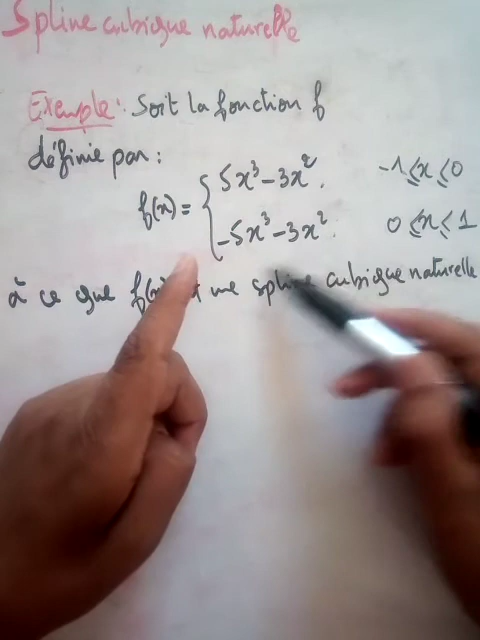 Spline cubique naturelle
Exemple: Soit la fonction f
définie par:
f(x) = { 5x³-3x². -1≤x≤0
-5x³-3x². 0≤x≤1
à ce que f(x) une spline cubique naturelle